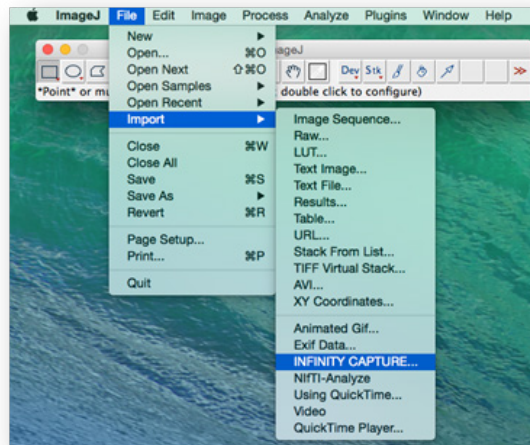 ImageJ File Edit Image Process Analyze Plugins Window Help
ageJ
Dev Stk
*Point* or mu
double click to configure)
New
Open... ⌘O
Open Next ⇧⌘O
Open Samples
Open Recent
Import
Close ⌘W
Close All
Save ⌘S
Save As
Revert ⌘R
Page Setup...
Print... ⌘P
Quit
Image Sequence...
Raw...
LUT...
Text Image...
Text File...
Results...
Table...
URL...
Stack From List...
TIFF Virtual Stack...
AVI...
XY Coordinates...
Animated Gif...
Exif Data...
INFINITY CAPTURE...
NIfTI-Analyze
Using QuickTime...
Video
QuickTime Player...